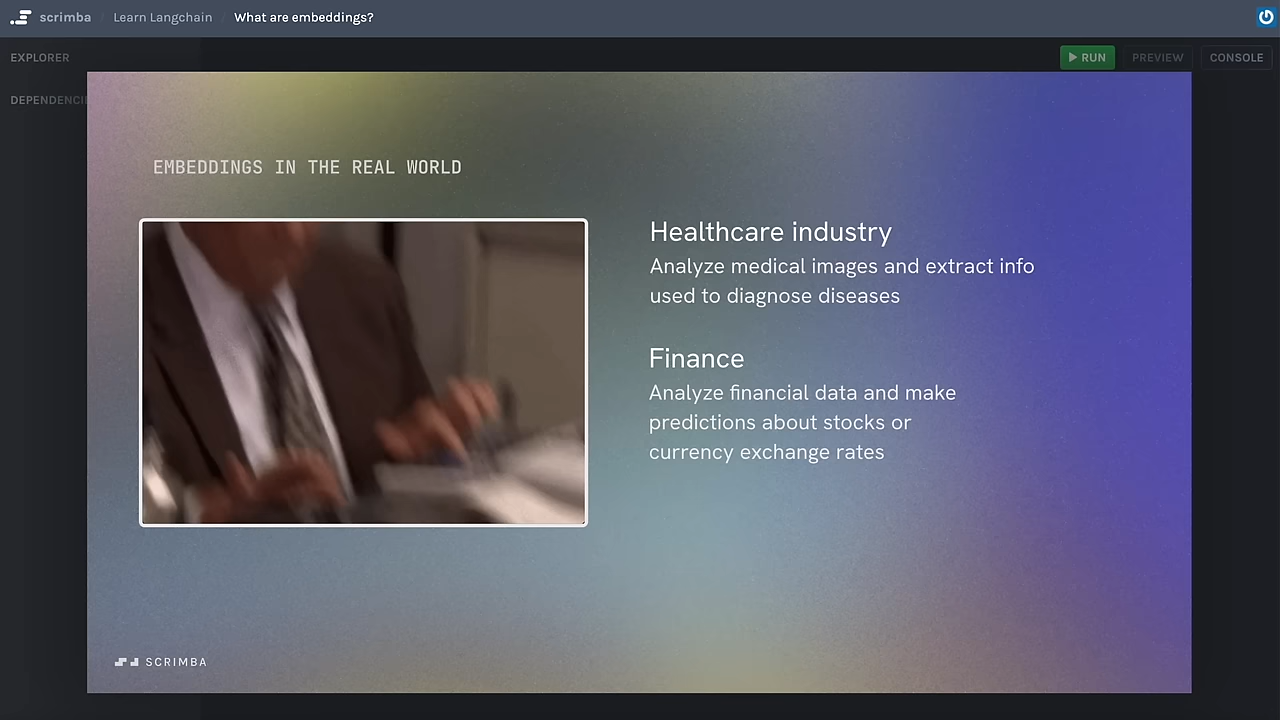 scrimba / Learn Langchain / What are embeddings?
EXPLORER
RUN
PREVIEW
CONSOLE
EMBEDDINGS IN THE REAL WORLD
Healthcare industry
Analyze medical images and extract info
used to diagnose diseases
Finance
Analyze financial data and make
predictions about stocks or
currency exchange rates
SCRIMBA